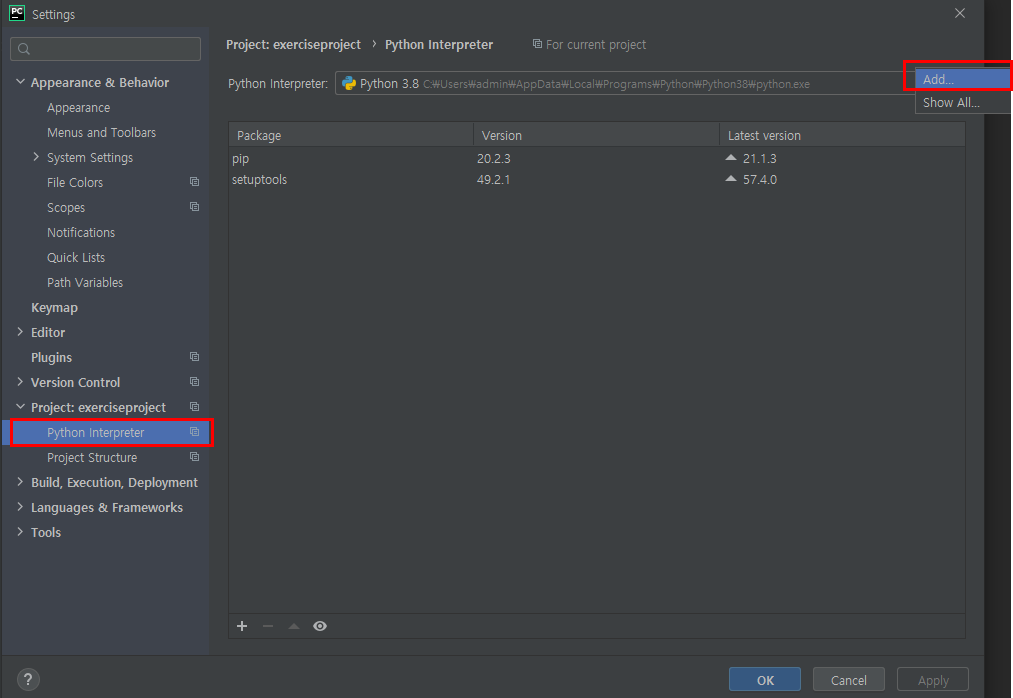 PC Settings
Project: exerciseproject › Python Interpreter For current project
Python Interpreter: Python 3.8 C:₩Users₩admin₩AppData₩Local₩Programs₩Python₩Python38₩python.exe
Add...
Show All...
Package Version Latest version
pip 20.2.3 21.1.3
setuptools 49.2.1 57.4.0
Appearance & Behavior
Appearance
Menus and Toolbars
System Settings
File Colors
Scopes
Notifications
Quick Lists
Path Variables
Keymap
Editor
Plugins
Version Control
Project: exerciseproject
Python Interpreter
Project Structure
Build, Execution, Deployment
Languages & Frameworks
Tools
? OK Cancel Apply